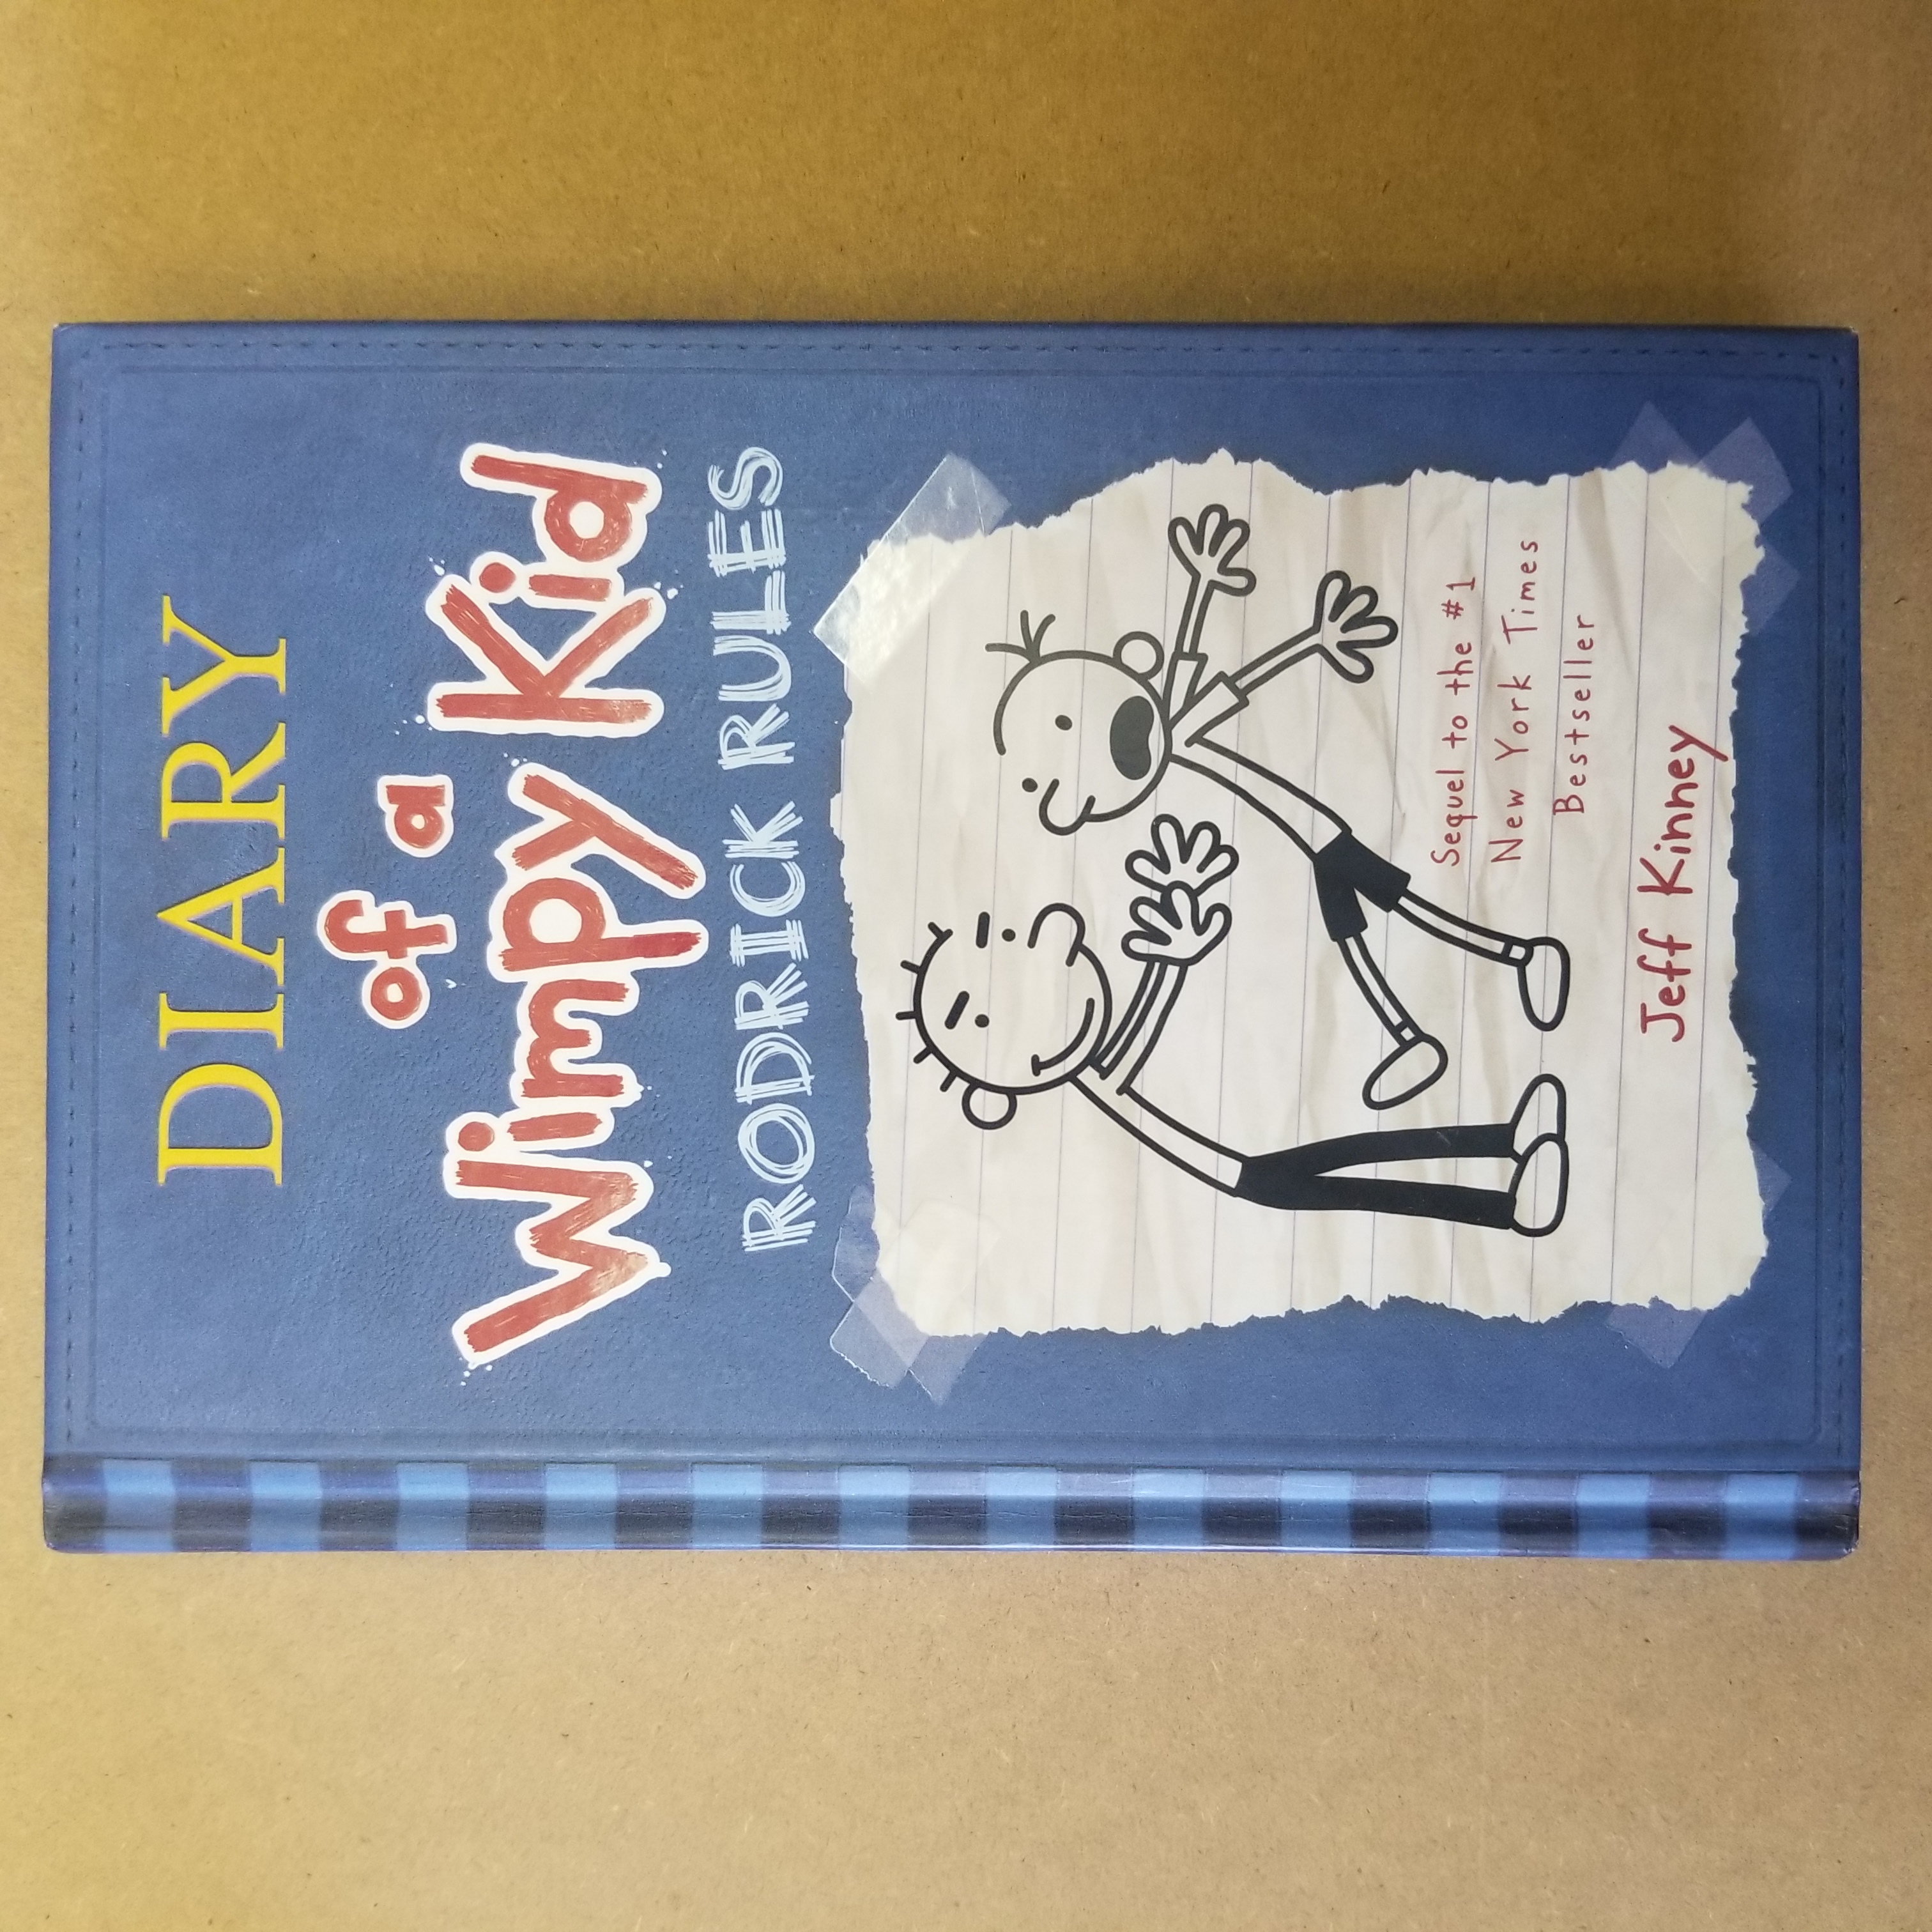 DIARY
of a
Wimpy Kid
RODRICK RULES
Sequel to the #1
New York Times
Bestseller
Jeff Kinney